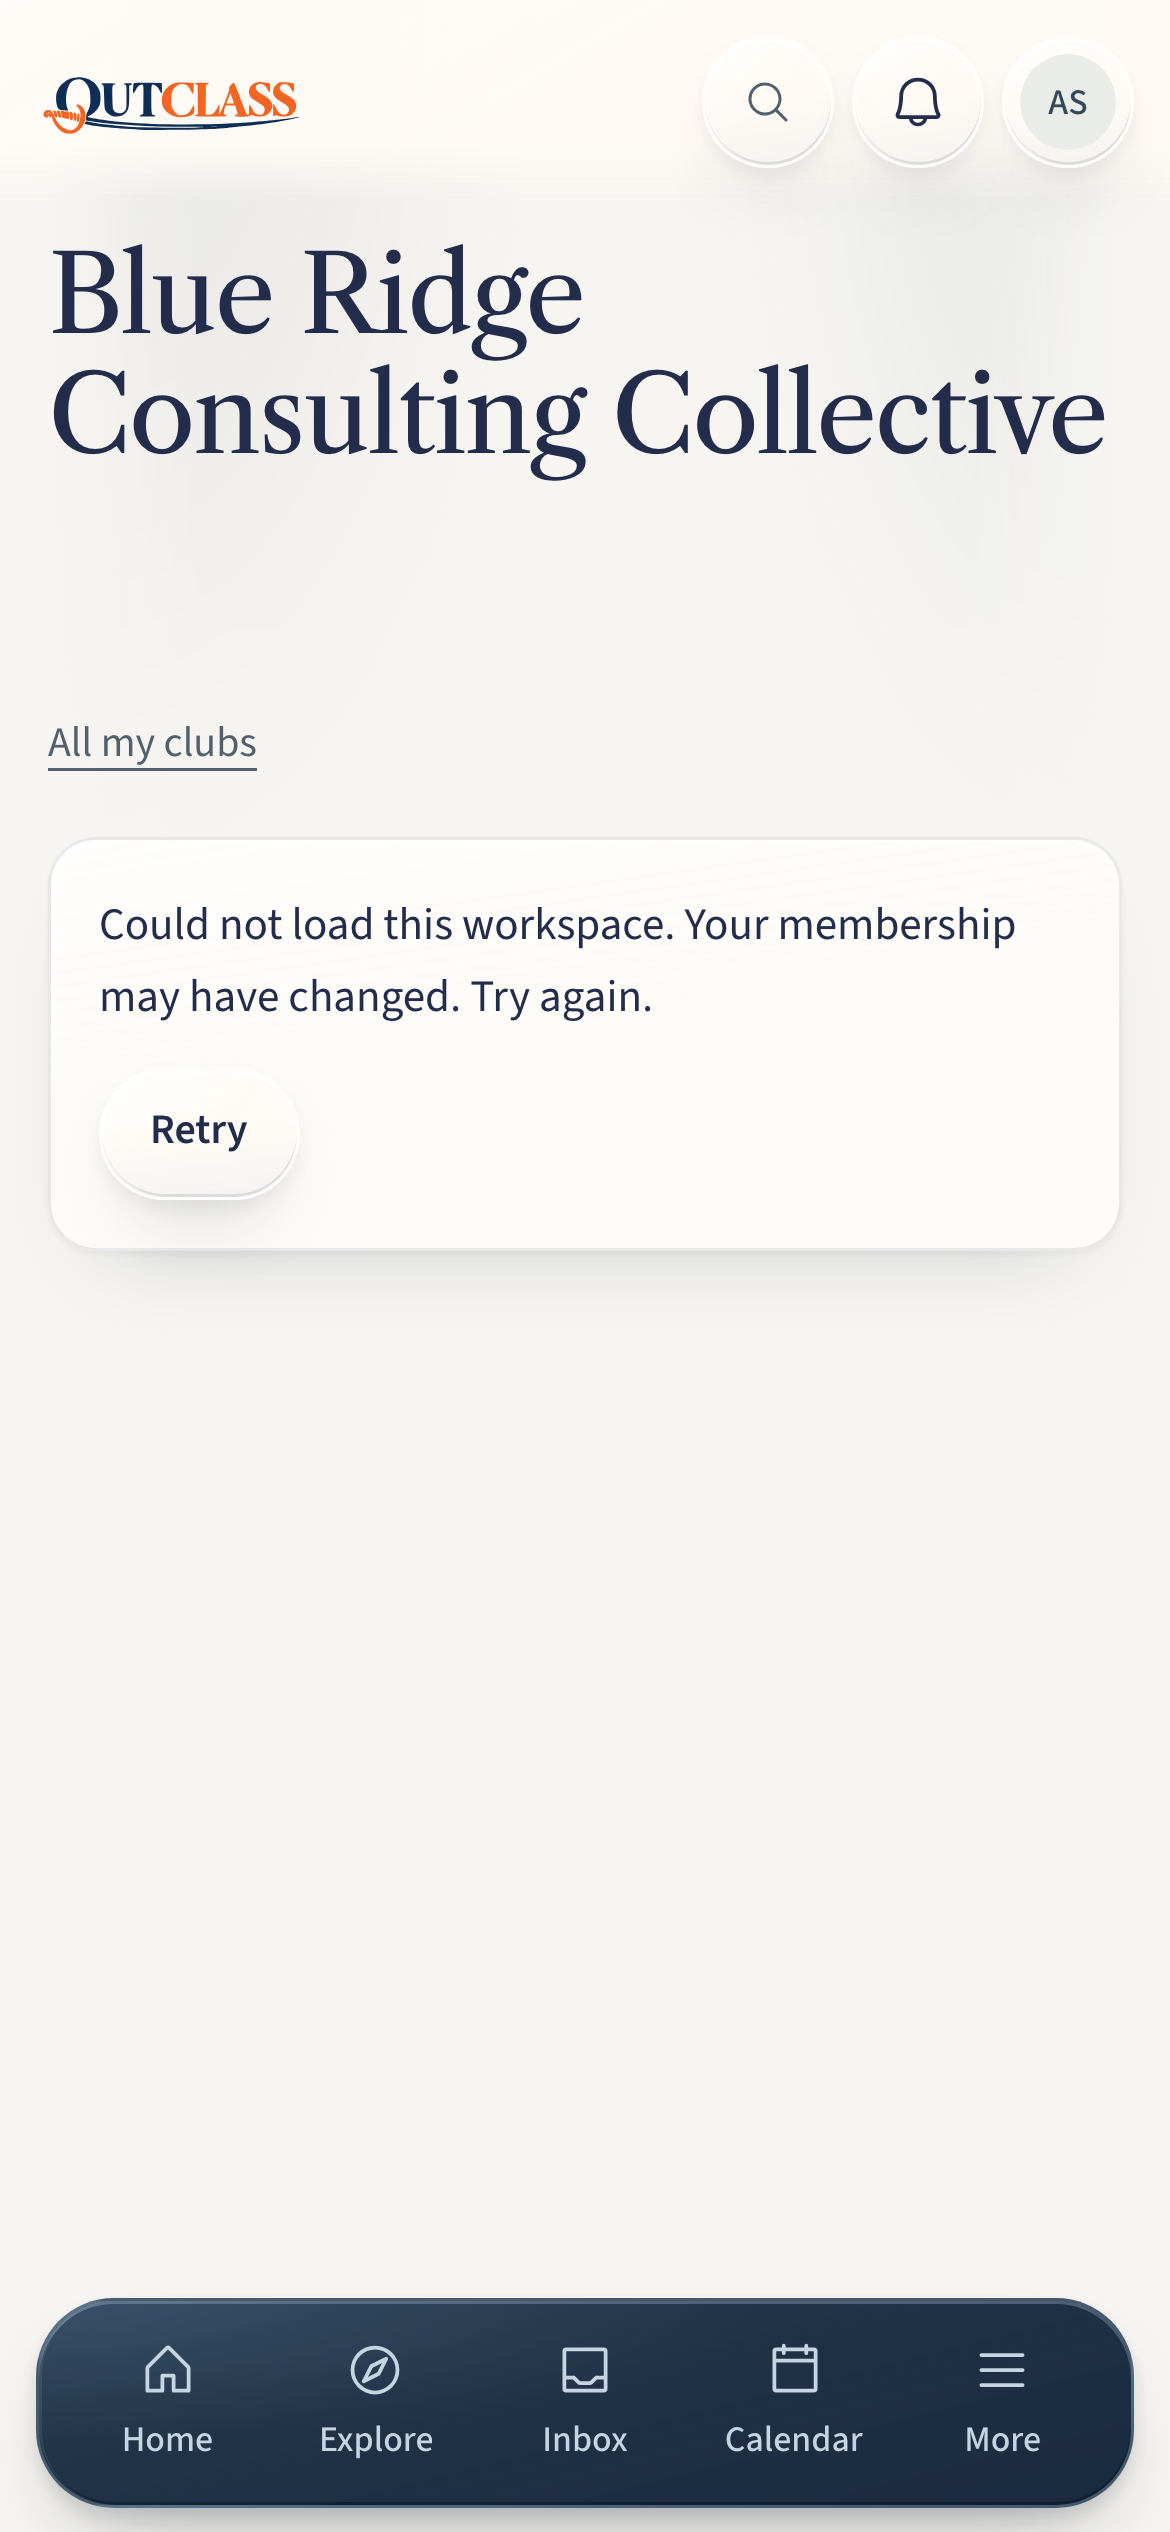 OUTCLASS
AS
Blue Ridge
Consulting Collective
All my clubs
Could not load this workspace. Your membership
may have changed. Try again.
Retry
Home
Explore
Inbox
Calendar
More